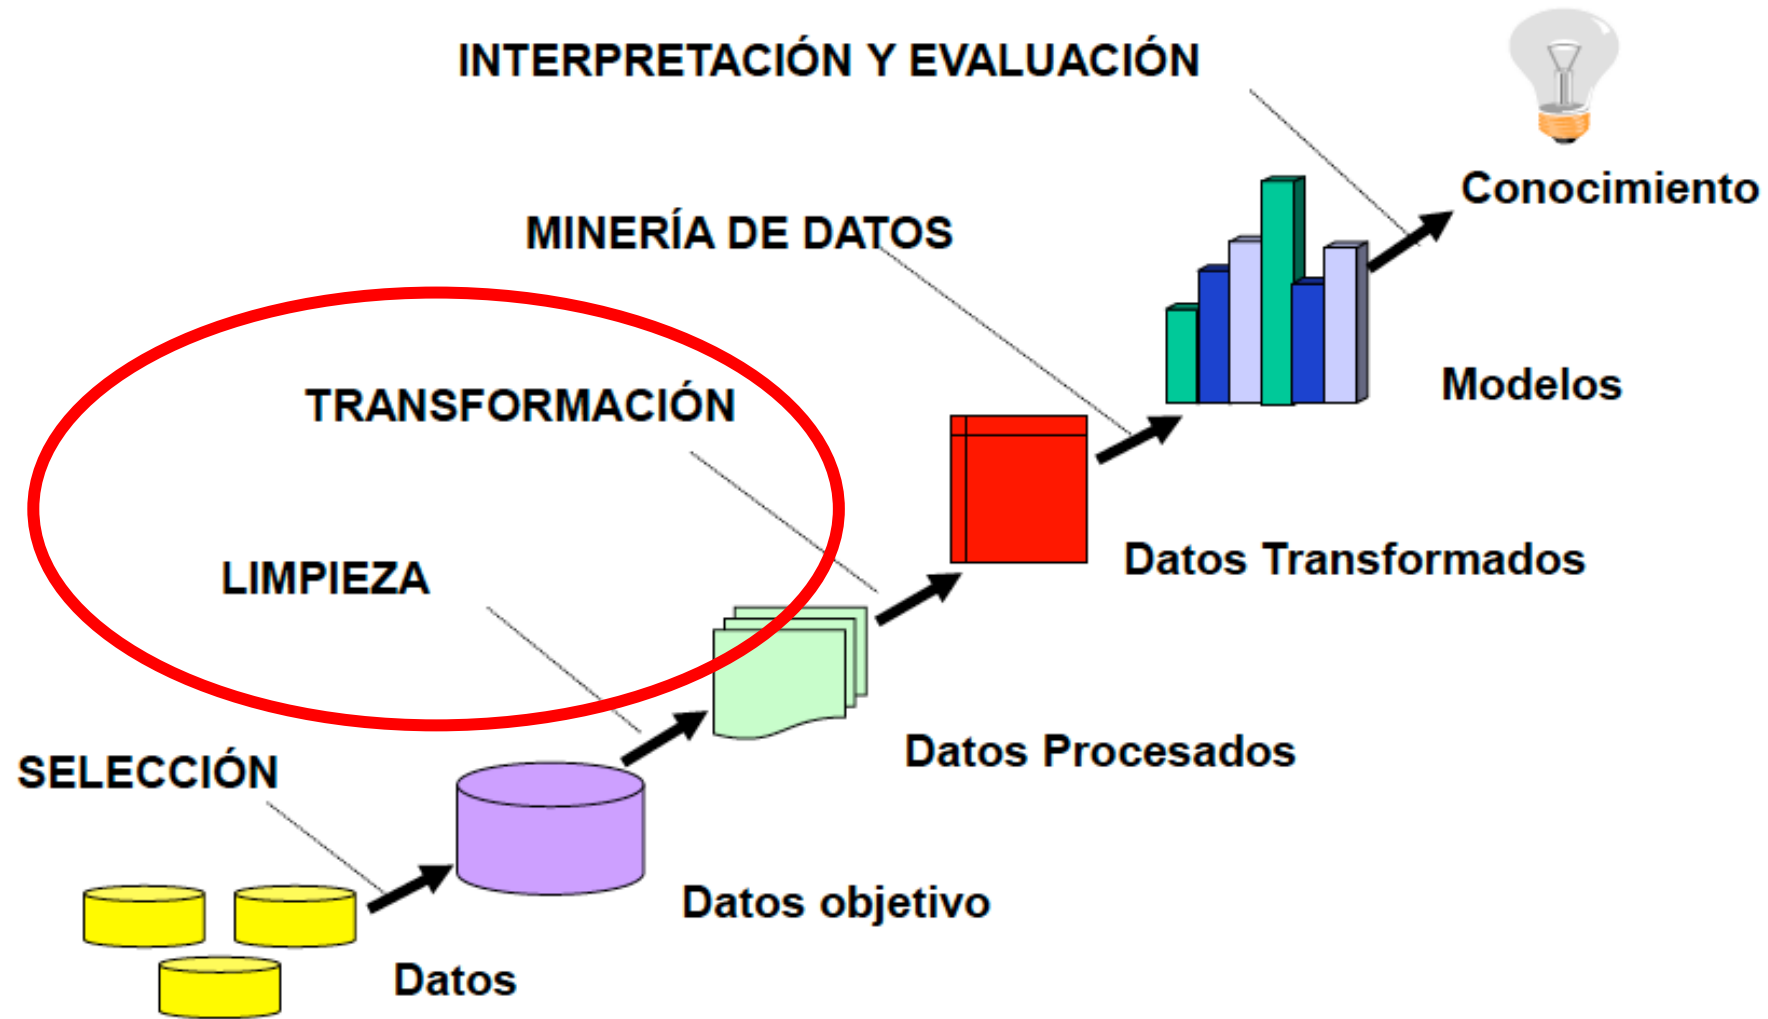 INTERPRETACIÓN Y EVALUACIÓN
Conocimiento
MINERÍA DE DATOS
Modelos
TRANSFORMACIÓN
Datos Transformados
LIMPIEZA
Datos Procesados
SELECCIÓN
Datos objetivo
Datos